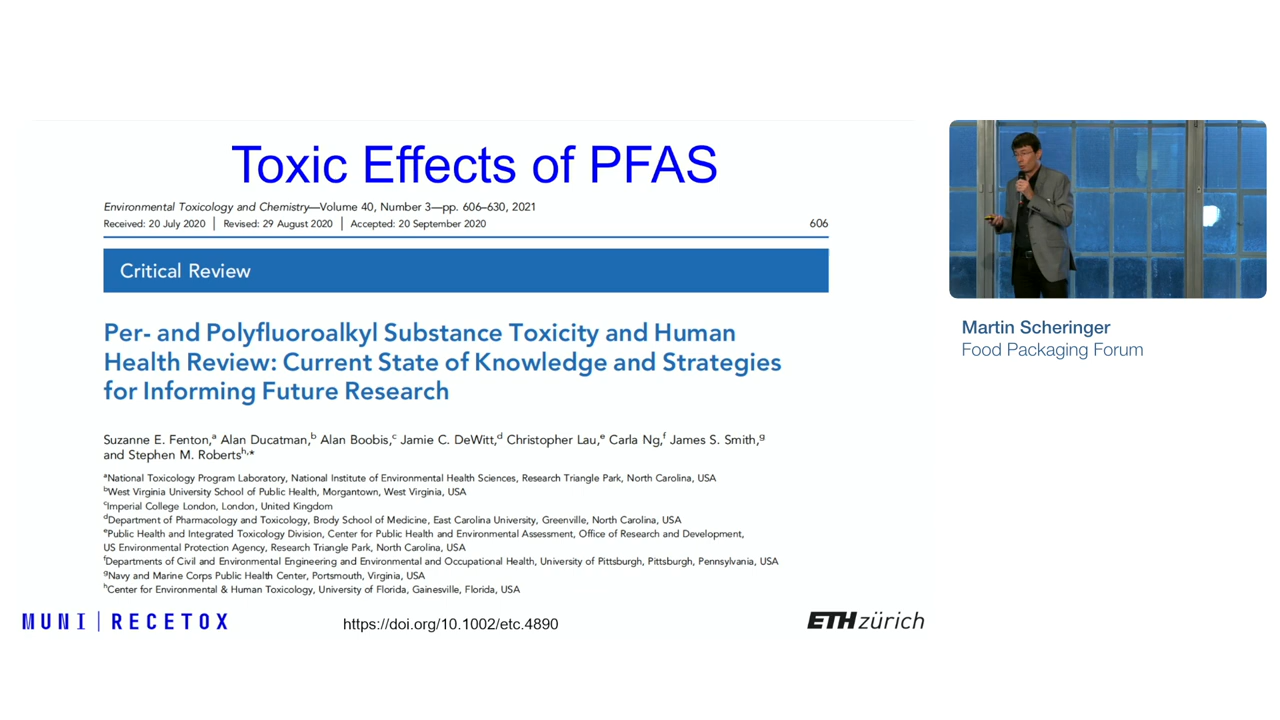 Toxic Effects of PFAS
Environmental Toxicology and Chemistry—Volume 40, Number 3—pp. 606–630, 2021
Received: 20 July 2020 | Revised: 29 August 2020 | Accepted: 20 September 2020 606
Critical Review
Per- and Polyfluoroalkyl Substance Toxicity and Human
Health Review: Current State of Knowledge and Strategies
for Informing Future Research
Suzanne E. Fenton,a Alan Ducatman,b Alan Boobis,c Jamie C. DeWitt,d Christopher Lau,e Carla Ng,f James S. Smith,g
and Stephen M. Robertsh,*
aNational Toxicology Program Laboratory, National Institute of Environmental Health Sciences, Research Triangle Park, North Carolina, USA
bWest Virginia University School of Public Health, Morgantown, West Virginia, USA
cImperial College London, London, United Kingdom
dDepartment of Pharmacology and Toxicology, Brody School of Medicine, East Carolina University, Greenville, North Carolina, USA
ePublic Health and Integrated Toxicology Division, Center for Public Health and Environmental Assessment, Office of Research and Development,
US Environmental Protection Agency, Research Triangle Park, North Carolina, USA
fDepartments of Civil and Environmental Engineering and Environmental and Occupational Health, University of Pittsburgh, Pittsburgh, Pennsylvania, USA
gNavy and Marine Corps Public Health Center, Portsmouth, Virginia, USA
hCenter for Environmental & Human Toxicology, University of Florida, Gainesville, Florida, USA
MUNI | RECETOX
https://doi.org/10.1002/etc.4890
ETH zürich
Martin Scheringer
Food Packaging Forum